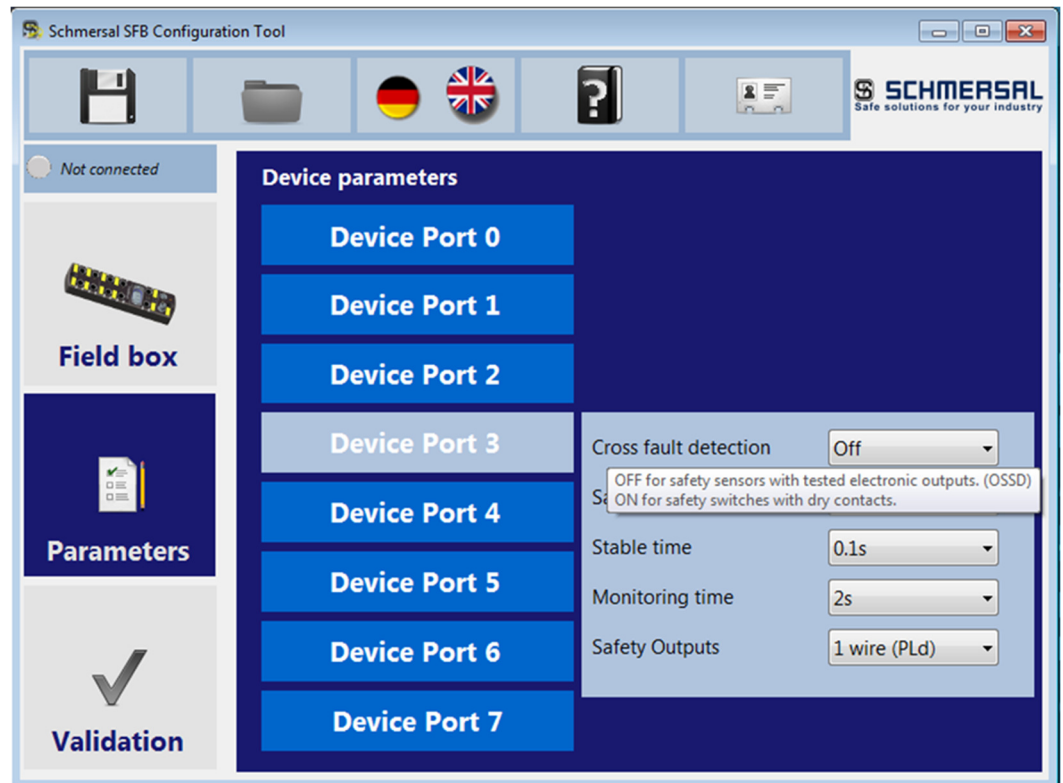 Schmersal SFB Configuration Tool
SCHMERSAL
Safe solutions for your industry
Not connected
Field box
Parameters
Validation
Device parameters
Device Port 0
Device Port 1
Device Port 2
Device Port 3
Device Port 4
Device Port 5
Device Port 6
Device Port 7
Cross fault detection Off
OFF for safety sensors with tested electronic outputs. (OSSD)
ON for safety switches with dry contacts.
Stable time 0.1s
Monitoring time 2s
Safety Outputs 1 wire (PLd)